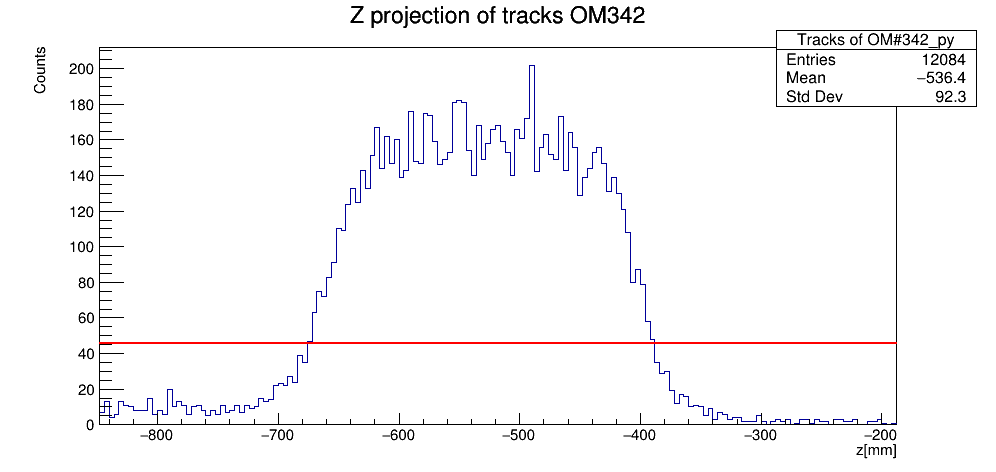 Z projection of tracks OM342
Tracks of OM#342_py
Entries 12084
Mean −536.4
Std Dev 92.3
Counts
200
180
160
140
120
100
80
60
40
20
0
−800 −700 −600 −500 −400 −300 −200
z[mm]